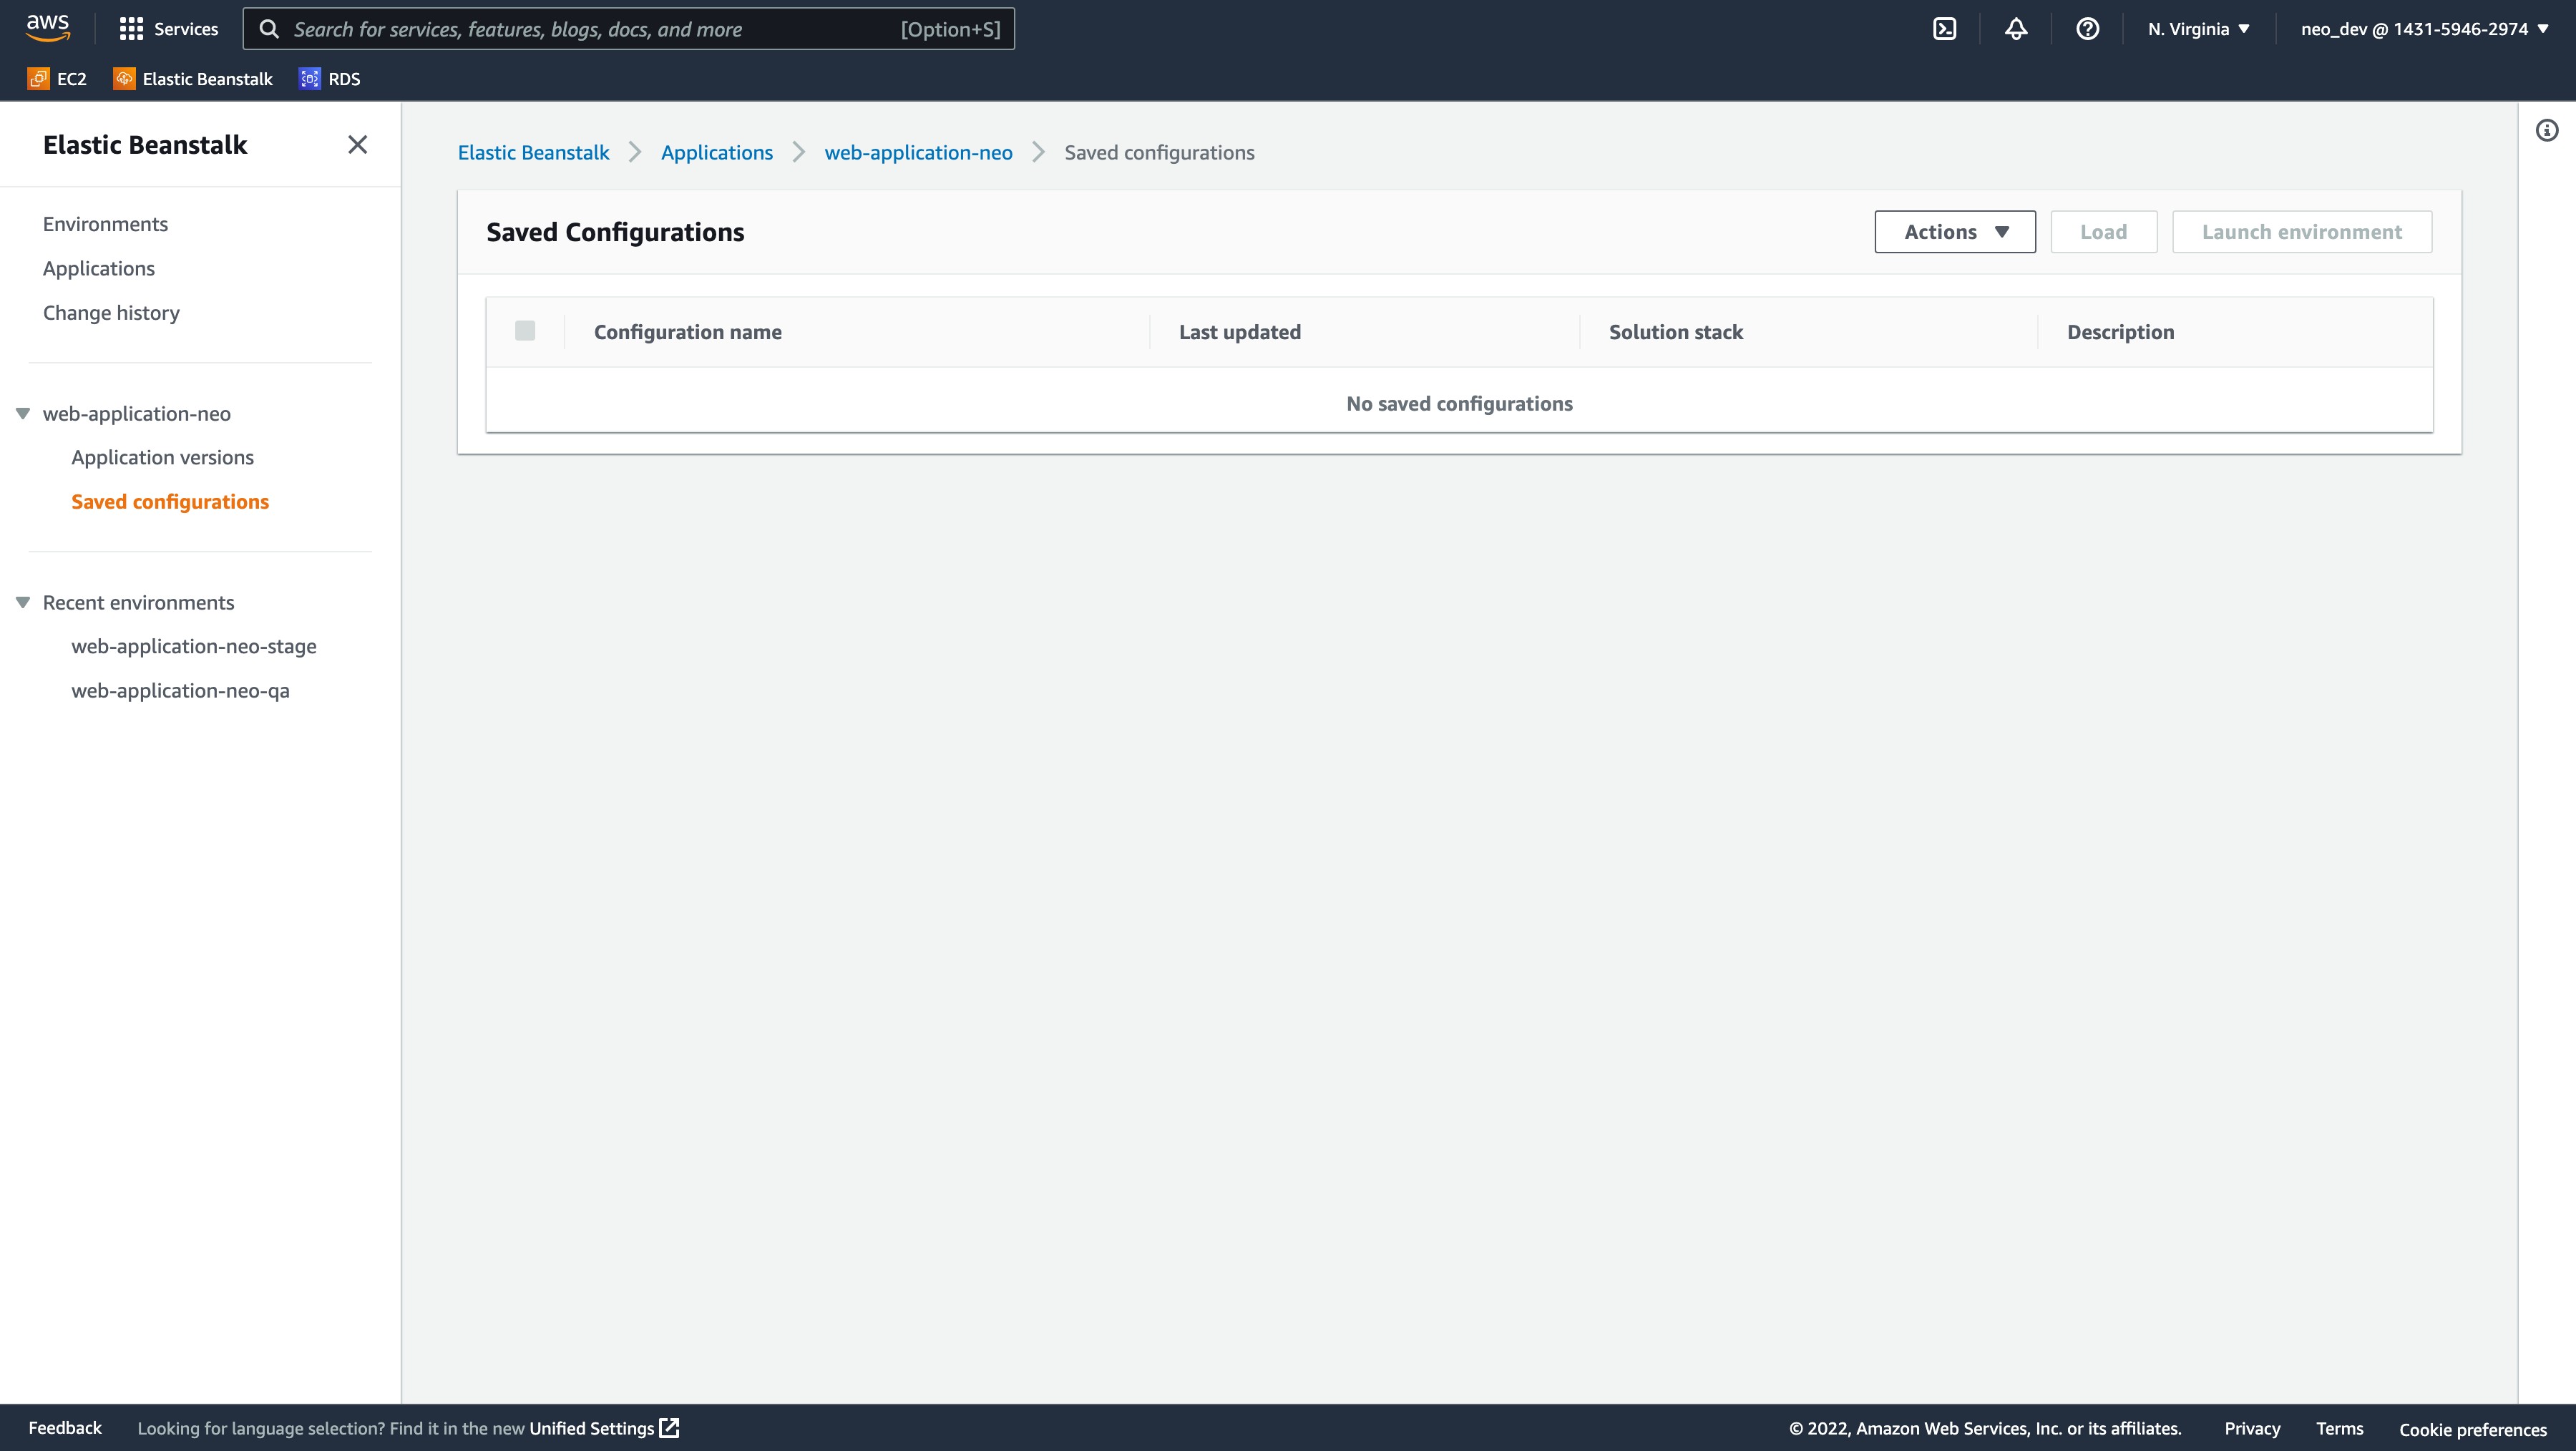 aws
Services
Search for services, features, blogs, docs, and more
[Option+S]
N. Virginia
neo_dev @ 1431-5946-2974
EC2
Elastic Beanstalk
RDS
Elastic Beanstalk
Environments
Applications
Change history
web-application-neo
Application versions
Saved configurations
Recent environments
web-application-neo-stage
web-application-neo-qa
Elastic Beanstalk
Applications
web-application-neo
Saved configurations
Saved Configurations
Actions
Load
Launch environment
Configuration name
Last updated
Solution stack
Description
No saved configurations
Feedback
Looking for language selection? Find it in the new Unified Settings
© 2022, Amazon Web Services, Inc. or its affiliates.
Privacy
Terms
Cookie preferences